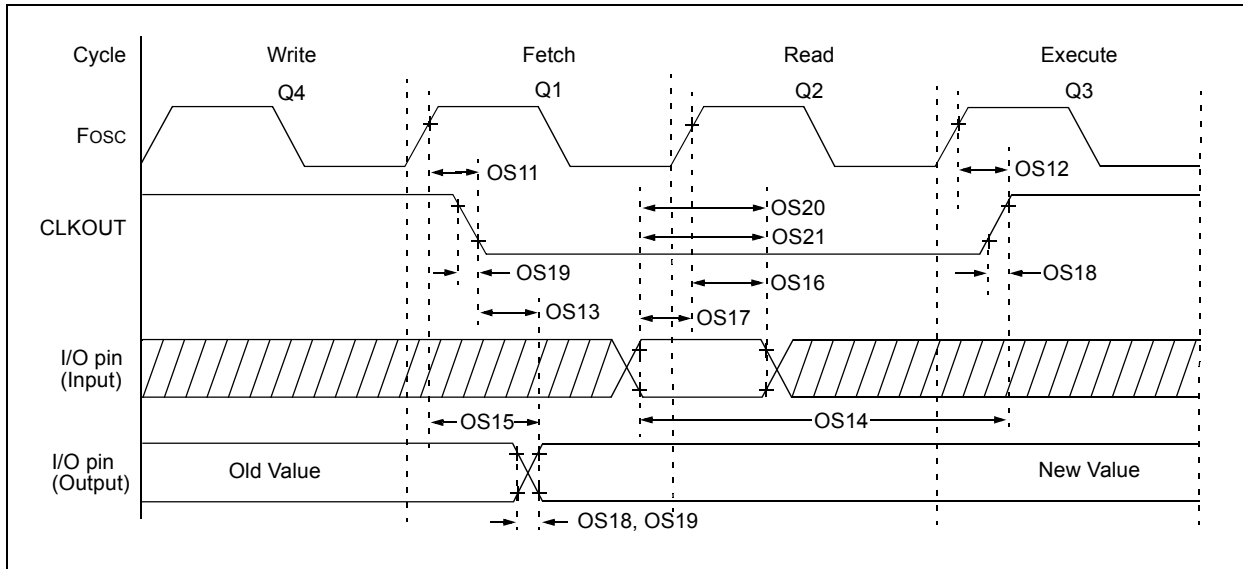 Cycle Write Fetch Read Execute
Q4 Q1 Q2 Q3
FOSC
OS11 OS12
OS20
CLKOUT
OS21
OS19 OS16 OS18
OS13 OS17
I/O pin
(Input)
OS15 OS14
I/O pin
(Output)
Old Value New Value
OS18, OS19